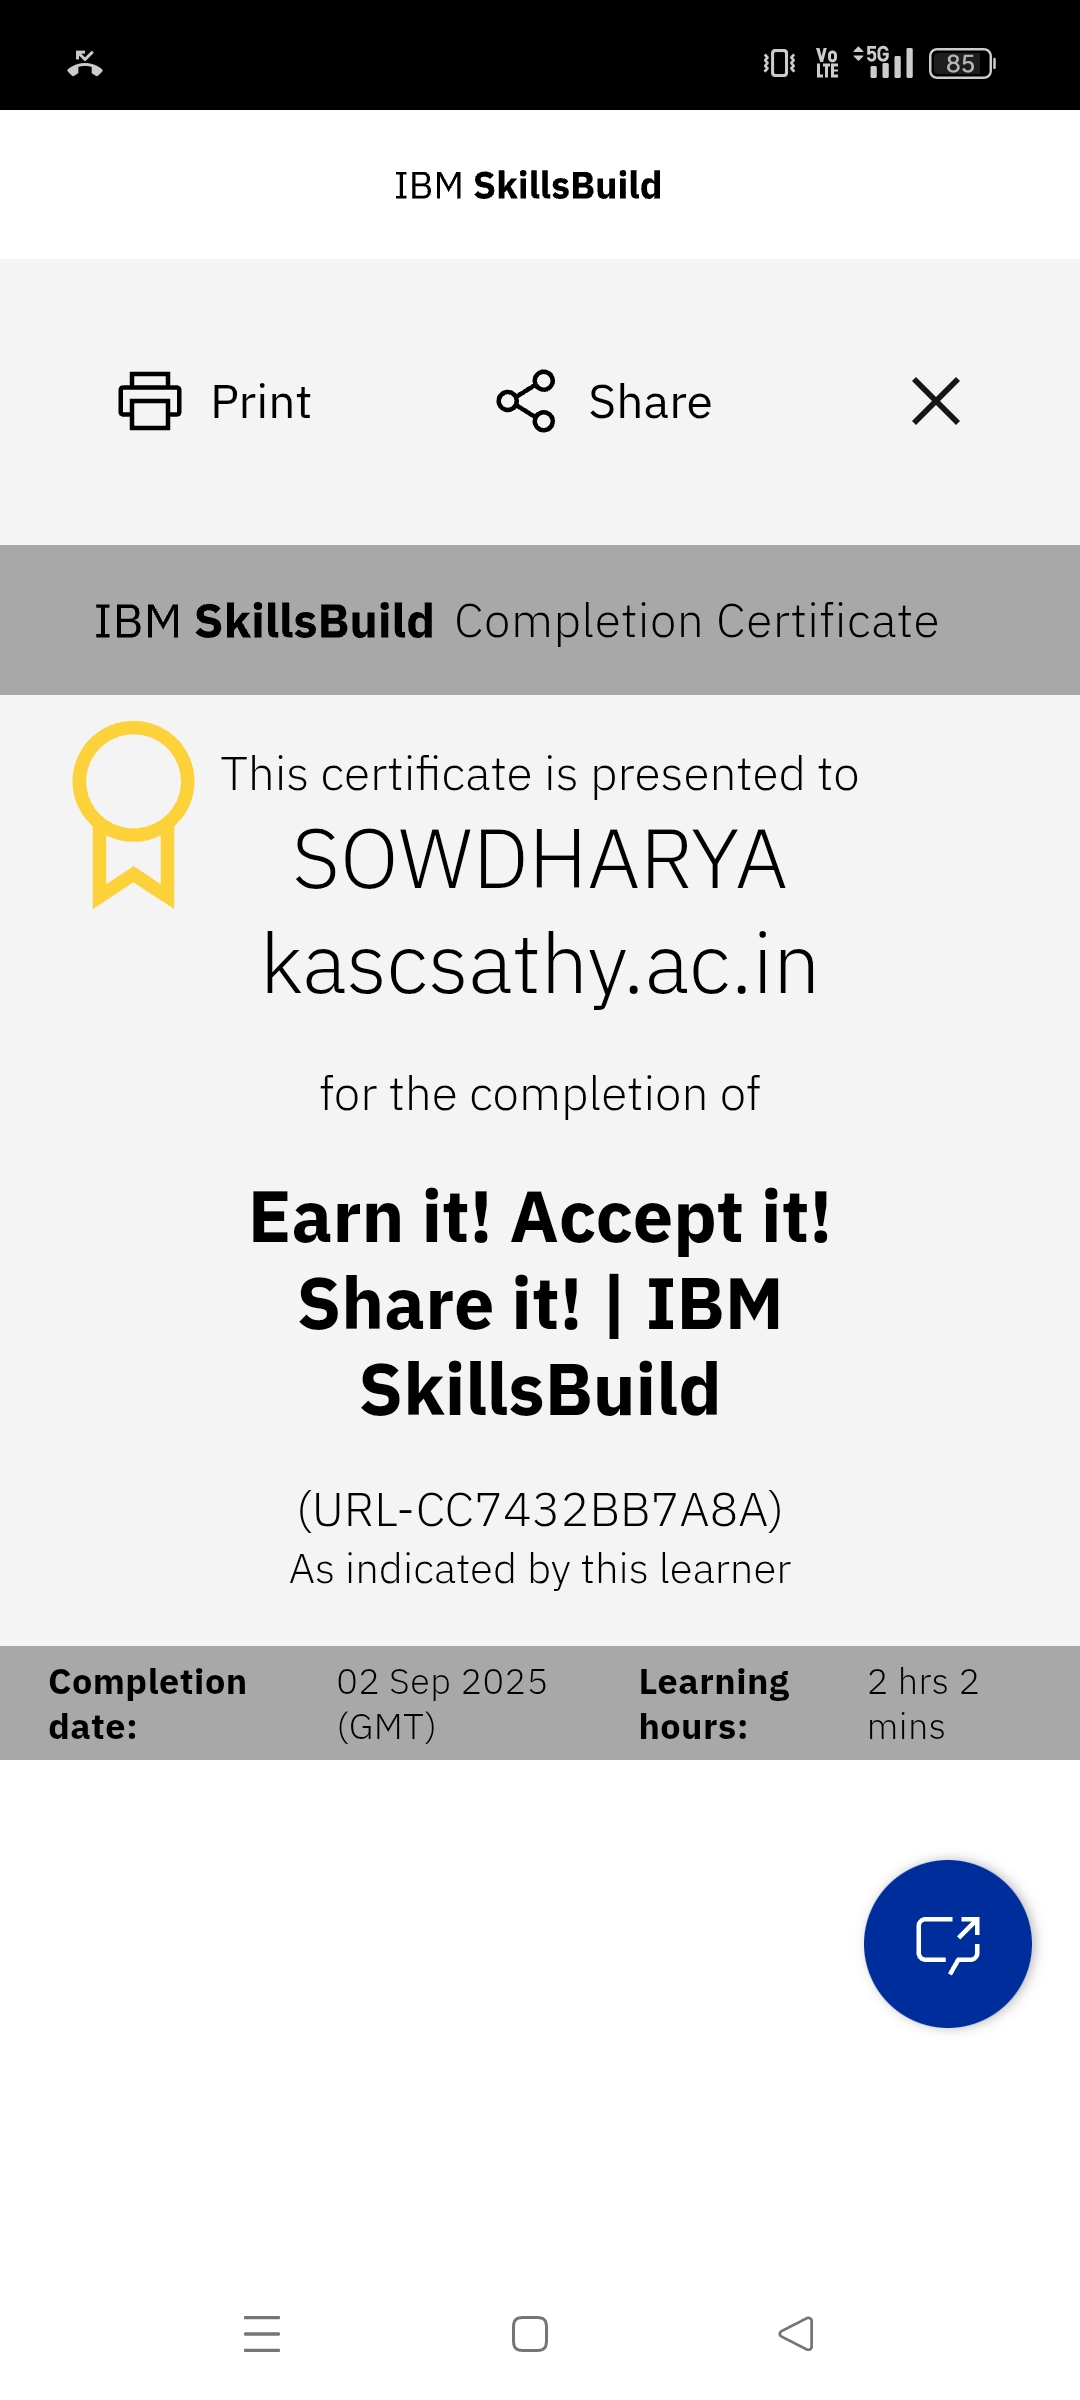 Vo
LTE
5G
85
IBM SkillsBuild
Print
Share
IBM SkillsBuild Completion Certificate
This certificate is presented to
SOWDHARYA
kascsathy.ac.in
for the completion of
Earn it! Accept it!
Share it! | IBM
SkillsBuild
(URL-CC7432BB7A8A)
As indicated by this learner
Completion date:
02 Sep 2025 (GMT)
Learning hours:
2 hrs 2 mins